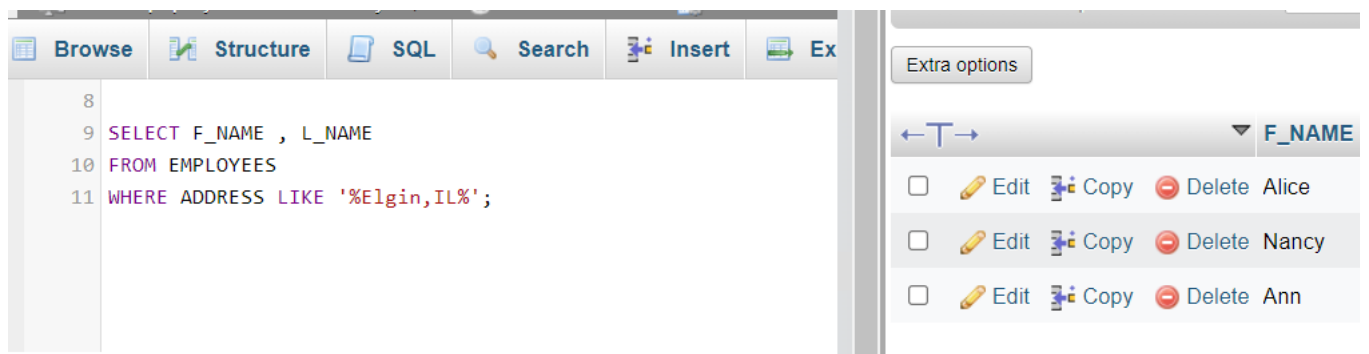 Browse Structure SQL Search Insert Ex
8
9 SELECT F_NAME , L_NAME
10 FROM EMPLOYEES
11 WHERE ADDRESS LIKE '%Elgin,IL%';
Extra options
←T→ F_NAME
Edit Copy Delete Alice
Edit Copy Delete Nancy
Edit Copy Delete Ann